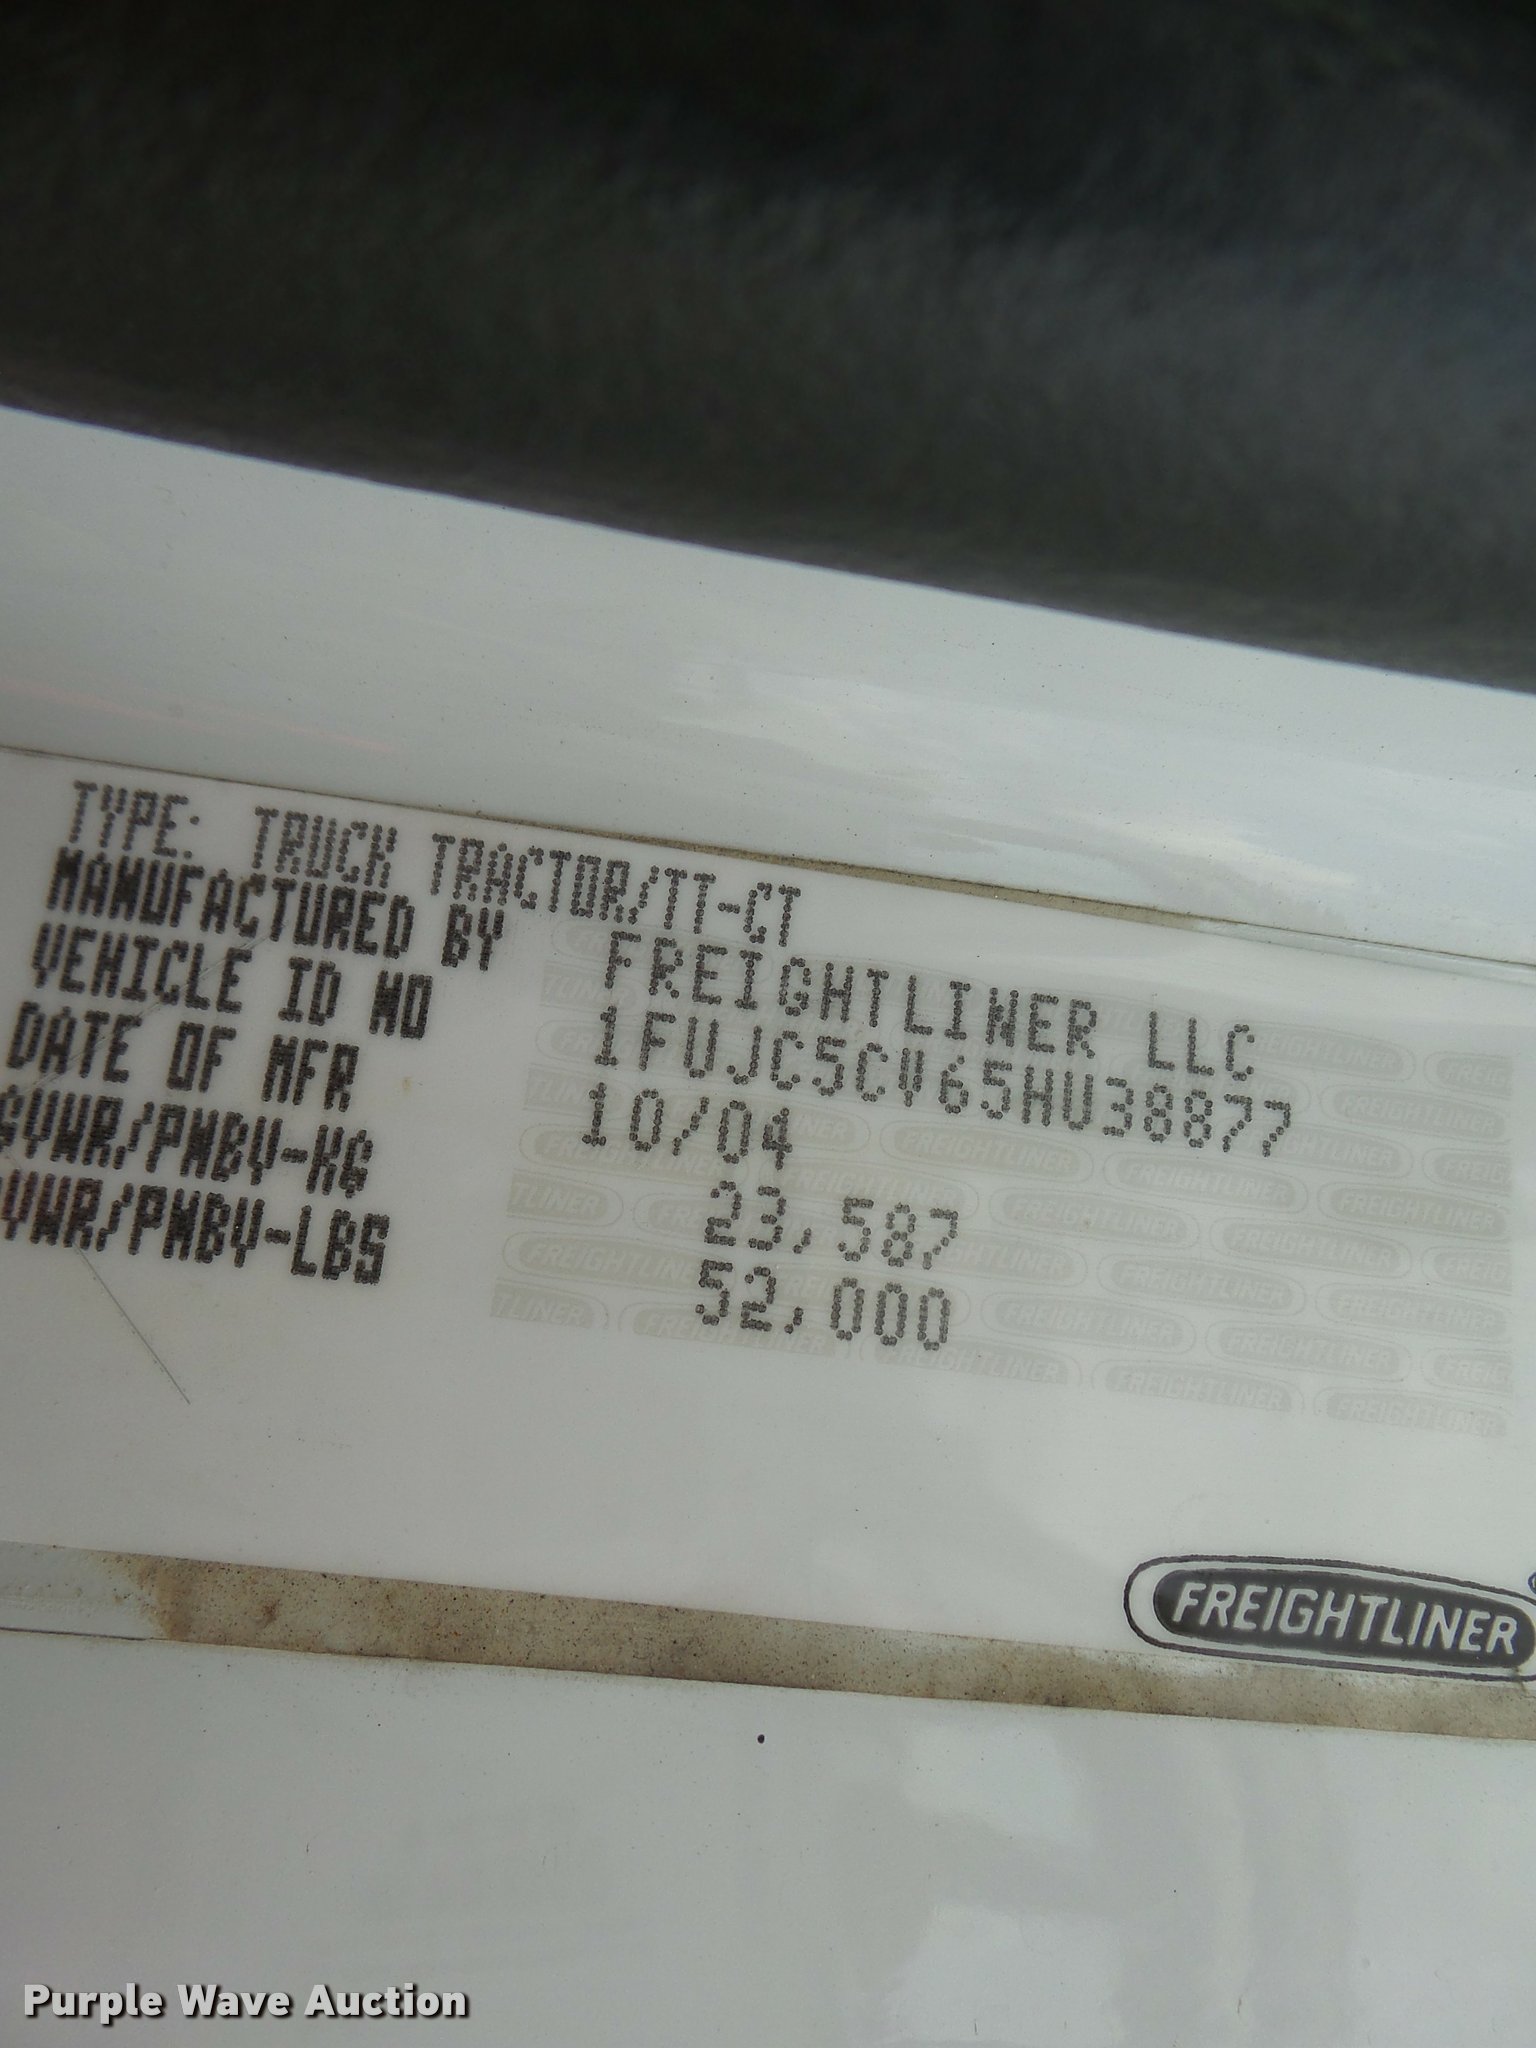 TYPE: TRUCK TRACTOR/TT-CT
MANUFACTURED BY FREIGHTLINER LLC
VEHICLE ID NO 1FUJC5CV65HU38877
DATE OF MFR 10/04
GVWR/PNBV-KG 23,587
GVWR/PNBV-LBS 52,000
FREIGHTLINER
Purple Wave Auction